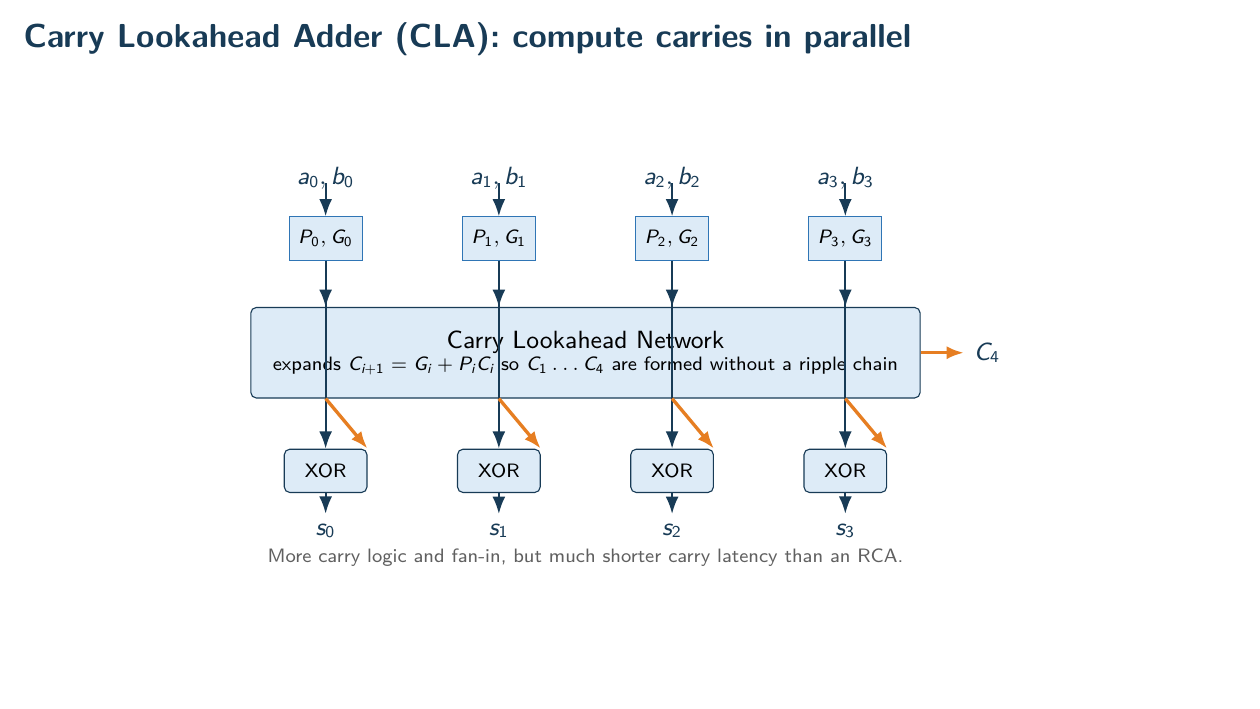 Carry Lookahead Adder (CLA): compute carries in parallel
a₀, b₀ a₁, b₁ a₂, b₂ a₃, b₃
P₀, G₀ P₁, G₁ P₂, G₂ P₃, G₃
Carry Lookahead Network
expands Cᵢ₊₁ = Gᵢ + PᵢCᵢ so C₁ … C₄ are formed without a ripple chain
C₄
XOR XOR XOR XOR
s₀ s₁ s₂ s₃
More carry logic and fan-in, but much shorter carry latency than an RCA.